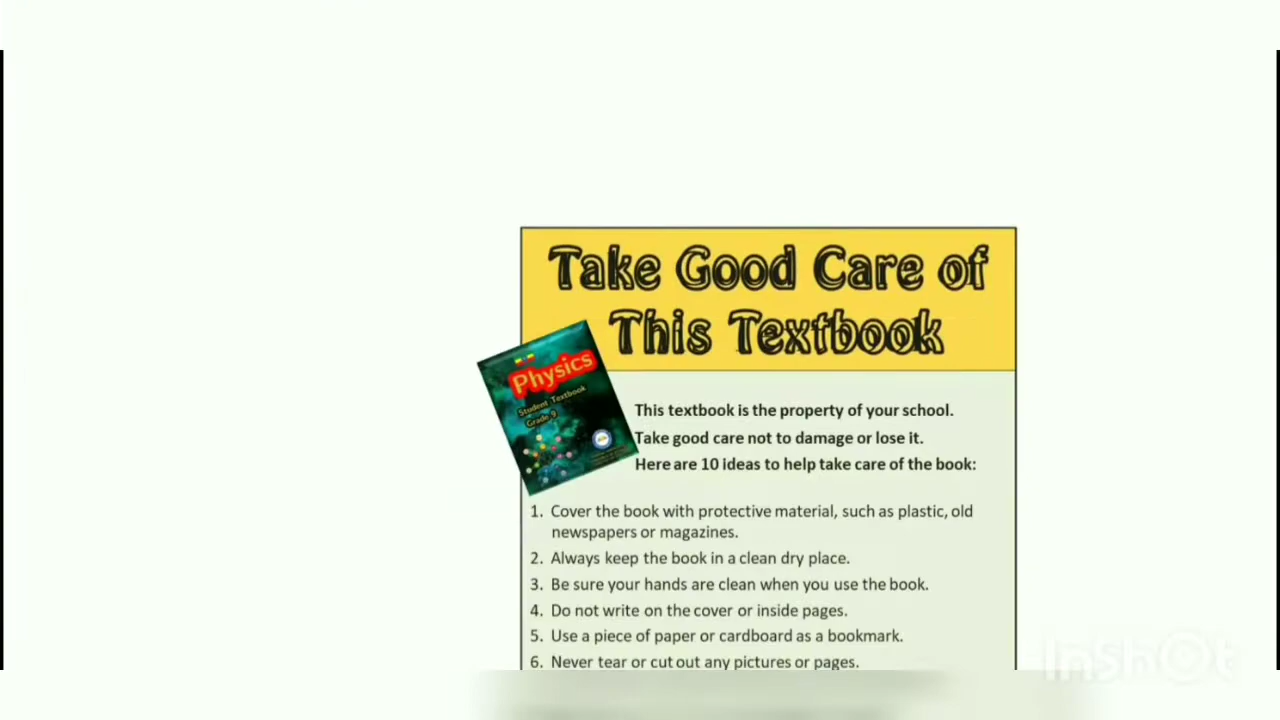 Take Good Care of
This Textbook
Physics
Student Textbook
Grade 9
This textbook is the property of your school.
Take good care not to damage or lose it.
Here are 10 ideas to help take care of the book:
1. Cover the book with protective material, such as plastic, old
newspapers or magazines.
2. Always keep the book in a clean dry place.
3. Be sure your hands are clean when you use the book.
4. Do not write on the cover or inside pages.
5. Use a piece of paper or cardboard as a bookmark.
6. Never tear or cut out any pictures or pages.
InShOt